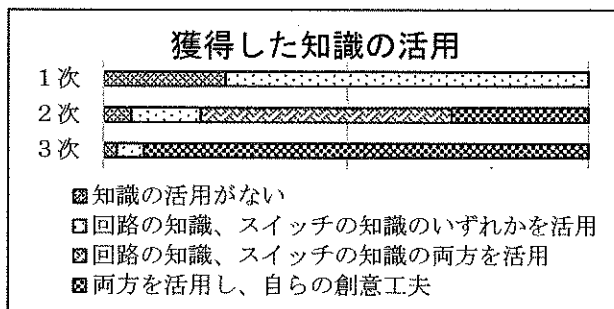 獲得した知識の活用
1次
2次
3次
知識の活用がない
回路の知識、スイッチの知識のいずれかを活用
回路の知識、スイッチの知識の両方を活用
両方を活用し、自らの創意工夫